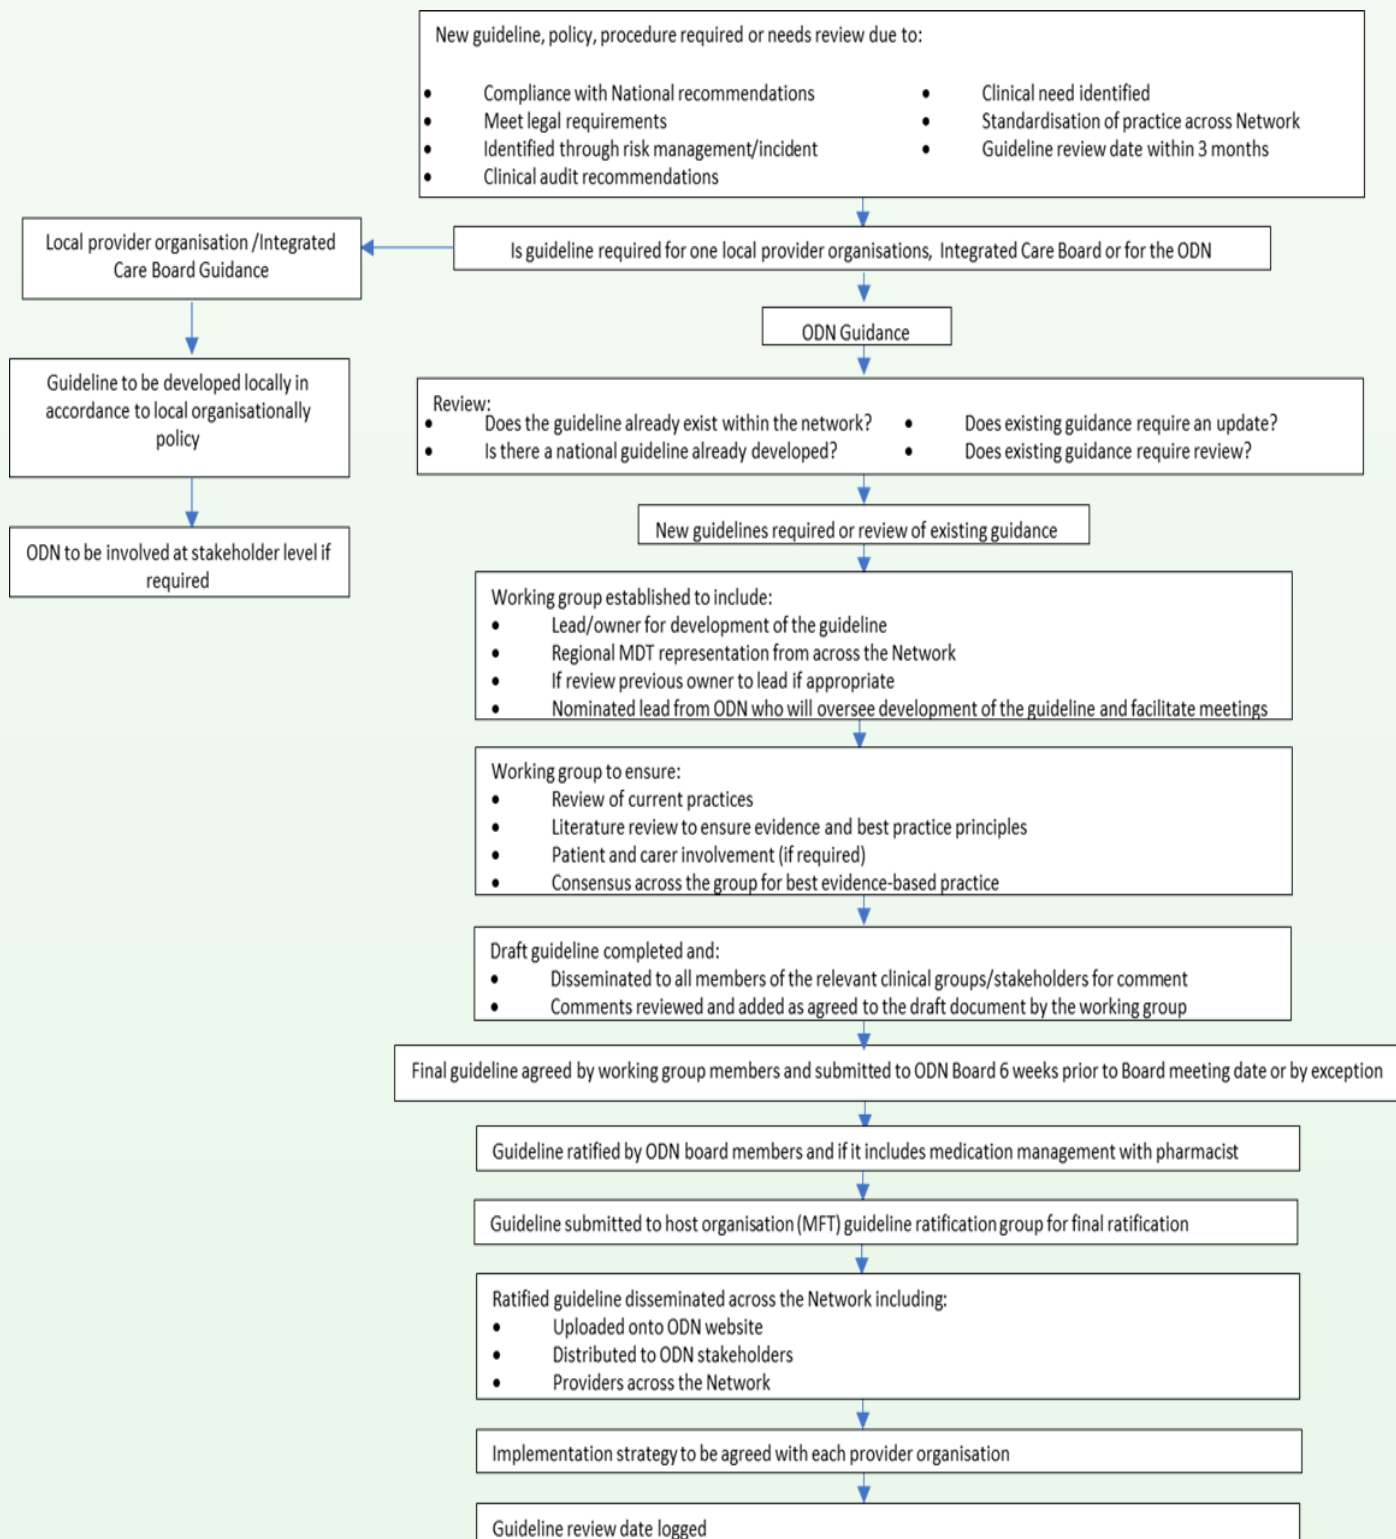 New guideline, policy, procedure required or needs review due to:
• Compliance with National recommendations
• Meet legal requirements
• Identified through risk management/incident
• Clinical audit recommendations
• Clinical need identified
• Standardisation of practice across Network
• Guideline review date within 3 months
Is guideline required for one local provider organisations, Integrated Care Board or for the ODN
Local provider organisation /Integrated
Care Board Guidance
Guideline to be developed locally in
accordance to local organisationally
policy
ODN to be involved at stakeholder level if
required
ODN Guidance
Review:
• Does the guideline already exist within the network?
• Is there a national guideline already developed?
• Does existing guidance require an update?
• Does existing guidance require review?
New guidelines required or review of existing guidance
Working group established to include:
• Lead/owner for development of the guideline
• Regional MDT representation from across the Network
• If review previous owner to lead if appropriate
• Nominated lead from ODN who will oversee development of the guideline and facilitate meetings
Working group to ensure:
• Review of current practices
• Literature review to ensure evidence and best practice principles
• Patient and carer involvement (if required)
• Consensus across the group for best evidence-based practice
Draft guideline completed and:
• Disseminated to all members of the relevant clinical groups/stakeholders for comment
• Comments reviewed and added as agreed to the draft document by the working group
Final guideline agreed by working group members and submitted to ODN Board 6 weeks prior to Board meeting date or by exception
Guideline ratified by ODN board members and if it includes medication management with pharmacist
Guideline submitted to host organisation (MFT) guideline ratification group for final ratification
Ratified guideline disseminated across the Network including:
• Uploaded onto ODN website
• Distributed to ODN stakeholders
• Providers across the Network
Implementation strategy to be agreed with each provider organisation
Guideline review date logged